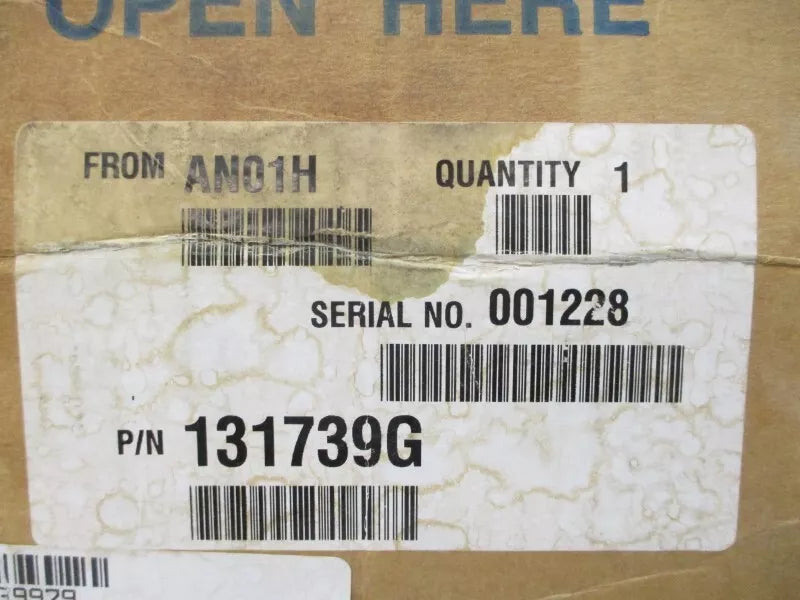 OPEN HERE
FROM AN01H QUANTITY 1
SERIAL NO. 001228
P/N 131739G